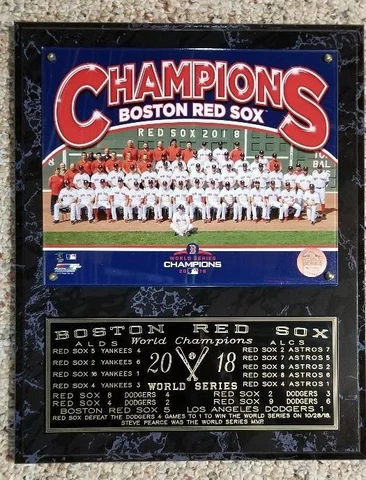 CHAMPIONS
BOSTON RED SOX
RED SOX 2018
BALL
WORLD SERIES
CHAMPIONS
2018
BOSTON RED SOX
ALDS World Champions ALCS
RED SOX 5 YANKEES 4
RED SOX 2 YANKEES 6
RED SOX 16 YANKEES 1
RED SOX 4 YANKEES 3
2018
WORLD SERIES
RED SOX 2 ASTROS 7
RED SOX 7 ASTROS 5
RED SOX 8 ASTROS 2
RED SOX 8 ASTROS 6
RED SOX 4 ASTROS 1
RED SOX 8 DODGERS 4 RED SOX 2 DODGERS 3
RED SOX 4 DODGERS 2 RED SOX 9 DODGERS 6
BOSTON RED SOX 5 LOS ANGELES DODGERS 1
RED SOX DEFEAT THE DODGERS 4 GAMES TO 1 TO WIN THE WORLD SERIES ON 10/28/18.
STEVE PEARCE WAS THE WORLD SERIES MVP.